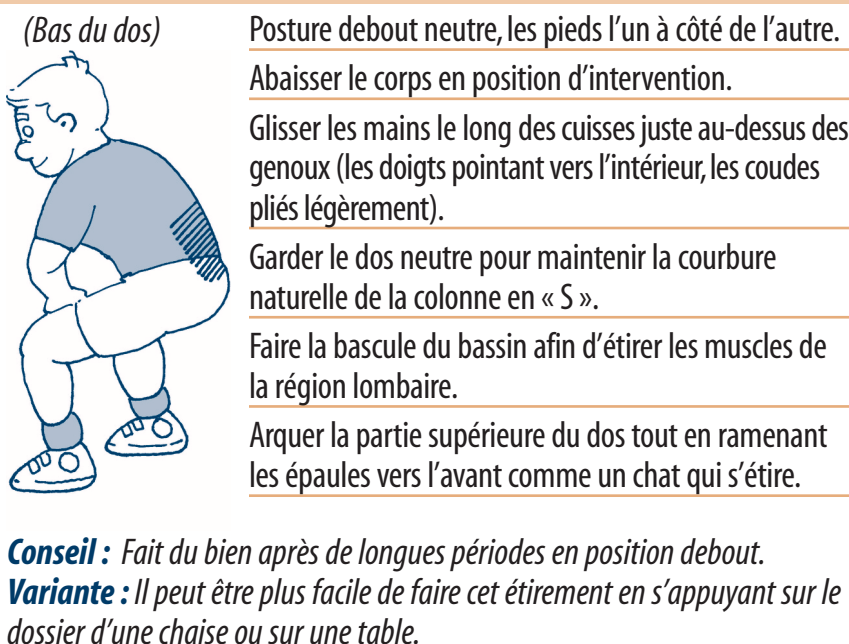 (Bas du dos)
Posture debout neutre, les pieds l'un à côté de l'autre.
Abaisser le corps en position d'intervention.
Glisser les mains le long des cuisses juste au-dessus des
genoux (les doigts pointant vers l'intérieur, les coudes
pliés légèrement).
Garder le dos neutre pour maintenir la courbure
naturelle de la colonne en « S ».
Faire la bascule du bassin afin d'étirer les muscles de
la région lombaire.
Arquer la partie supérieure du dos tout en ramenant
les épaules vers l'avant comme un chat qui s'étire.
Conseil : Fait du bien après de longues périodes en position debout.
Variante : Il peut être plus facile de faire cet étirement en s'appuyant sur le
dossier d'une chaise ou sur une table.